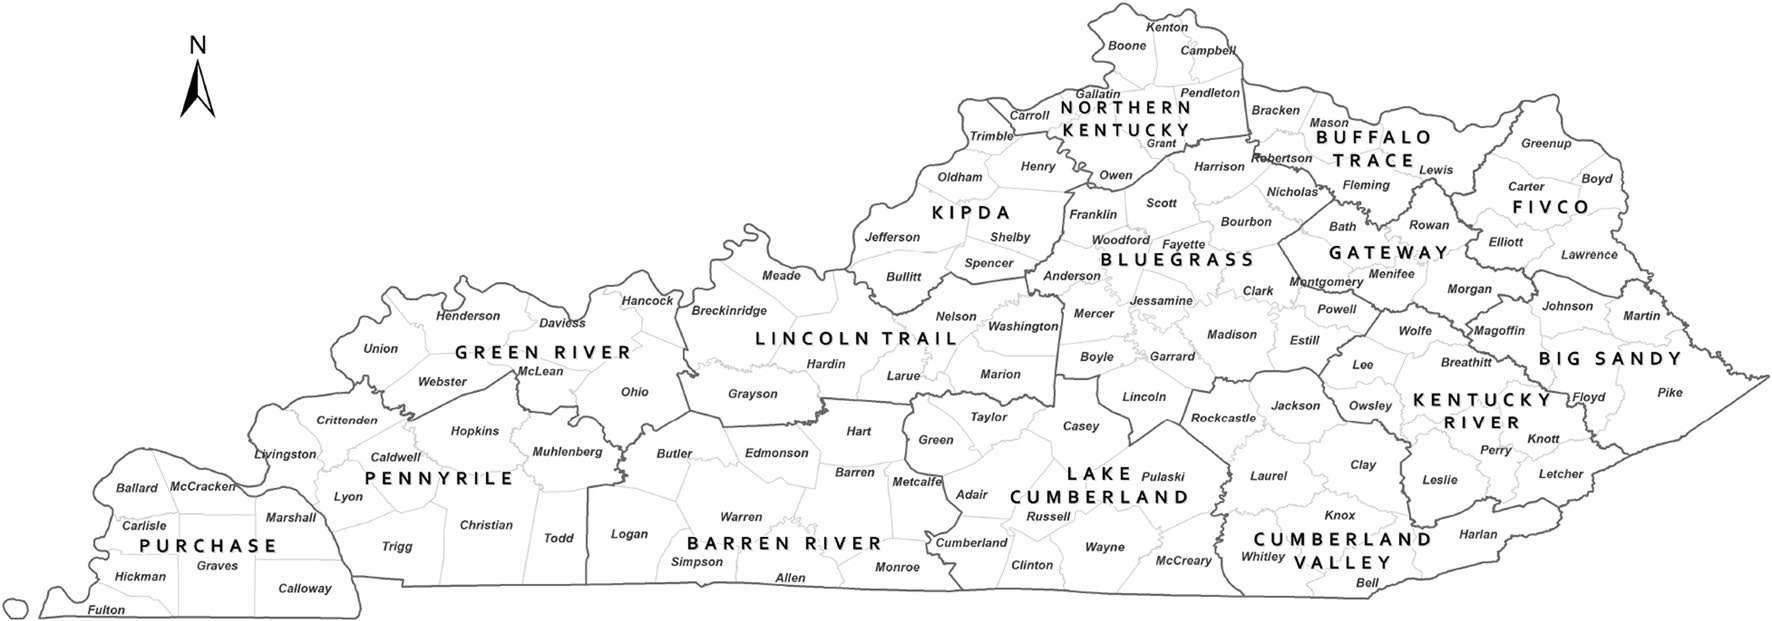 N
Kenton
Boone
Campbell
Gallatin
Pendleton
NORTHERN
KENTUCKY
Carroll
Grant
Owen
Bracken
Mason
BUFFALO
TRACE
Robertson
Lewis
Fleming
Greenup
Carter
Boyd
FIVCO
Elliott
Lawrence
Trimble
Henry
Oldham
KIPDA
Jefferson
Shelby
Spencer
Bullitt
Harrison
Nicholas
Scott
Franklin
Bourbon
Woodford
Fayette
BLUEGRASS
Anderson
Clark
Jessamine
Mercer
Powell
Madison
Estill
Boyle
Garrard
Lincoln
Bath
Rowan
GATEWAY
Menifee
Montgomery
Morgan
Johnson
Martin
Magoffin
BIG SANDY
Floyd
Pike
Wolfe
Lee
Breathitt
Owsley
KENTUCKY
RIVER
Knott
Perry
Leslie
Letcher
Meade
Breckinridge
Nelson
Washington
LINCOLN TRAIL
Hardin
Larue
Marion
Grayson
Hancock
Henderson
Daviess
Union
GREEN RIVER
McLean
Webster
Ohio
Crittenden
Hopkins
Livingston
Caldwell
Muhlenberg
PENNYRILE
Lyon
Christian
Trigg
Todd
Ballard
McCracken
Marshall
Carlisle
PURCHASE
Graves
Hickman
Calloway
Fulton
Hart
Butler
Edmonson
Barren
Metcalfe
Warren
Logan
BARREN RIVER
Simpson
Monroe
Allen
Taylor
Green
Casey
LAKE
CUMBERLAND
Pulaski
Adair
Russell
Cumberland
Wayne
Clinton
McCreary
Rockcastle
Jackson
Laurel
Clay
Knox
CUMBERLAND
VALLEY
Whitley
Harlan
Bell